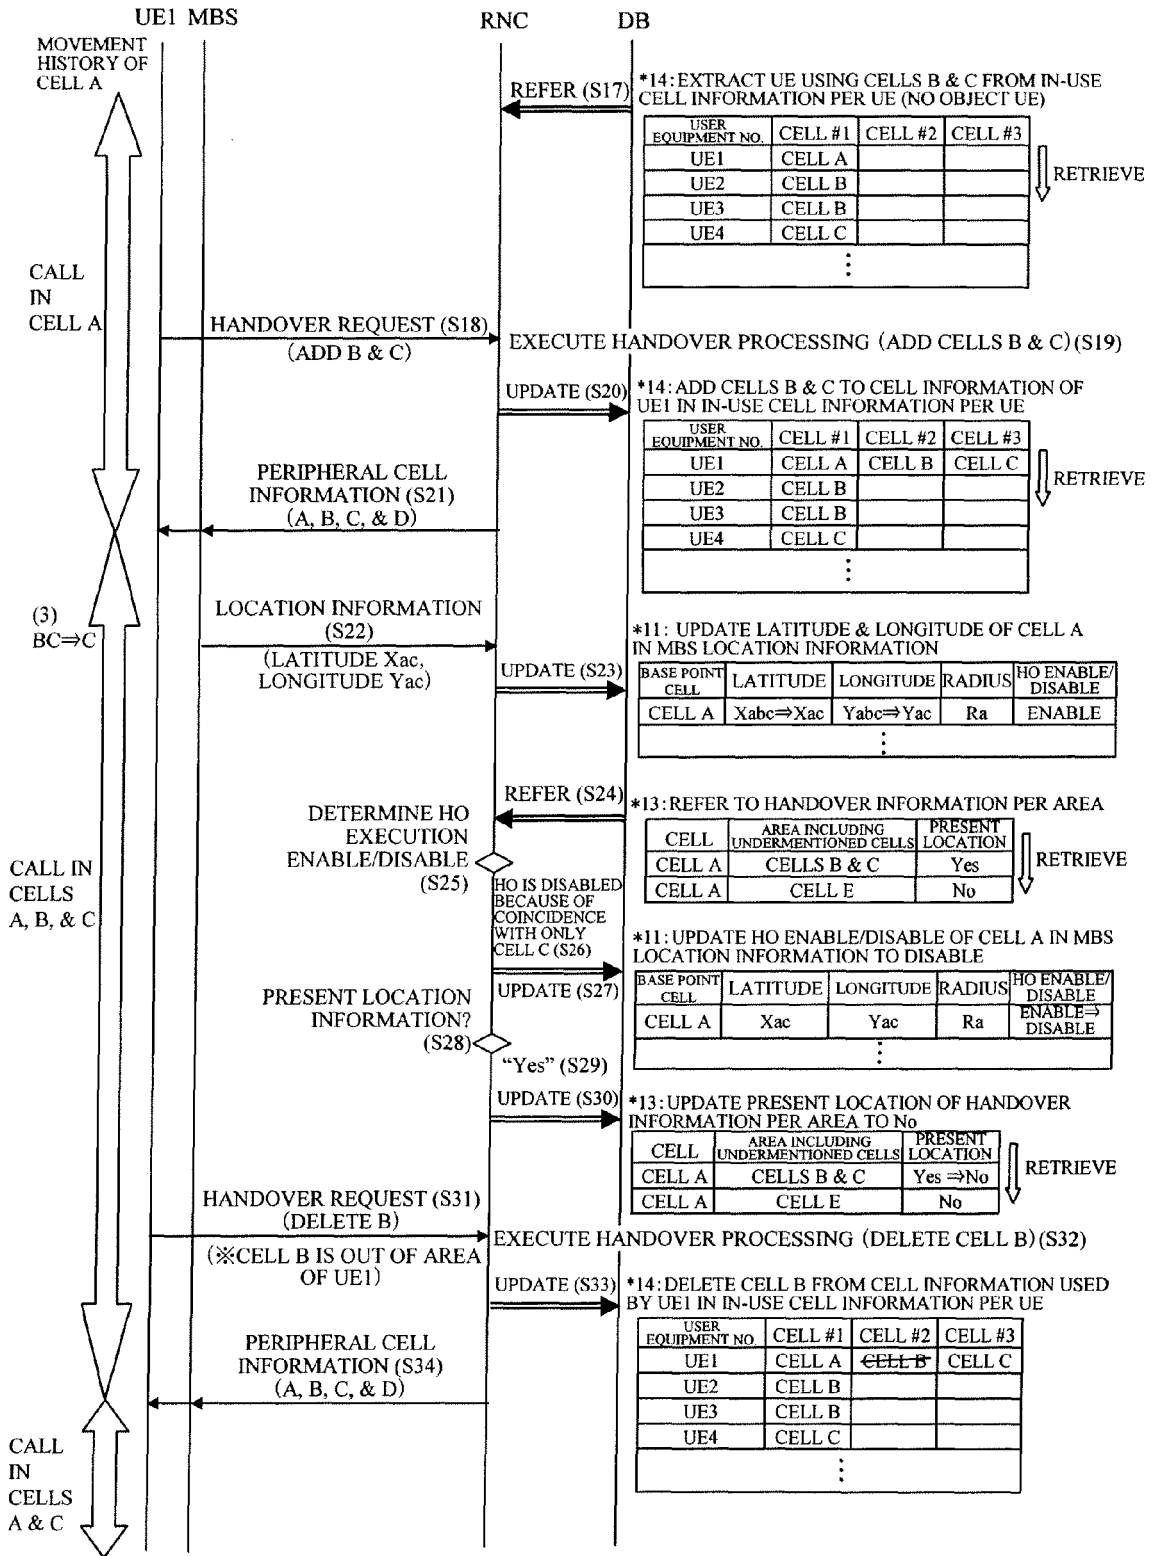 UE1 MBS RNC DB
MOVEMENT
HISTORY OF
CELL A
REFER (S17)
*14: EXTRACT UE USING CELLS B & C FROM IN-USE
CELL INFORMATION PER UE (NO OBJECT UE)
USER
EQUIPMENT NO. CELL #1 CELL #2 CELL #3
UE1 CELL A
UE2 CELL B
UE3 CELL B
UE4 CELL C
⋮
RETRIEVE
CALL
IN
CELL A
HANDOVER REQUEST (S18)
(ADD B & C)
EXECUTE HANDOVER PROCESSING (ADD CELLS B & C) (S19)
UPDATE (S20)
*14: ADD CELLS B & C TO CELL INFORMATION OF
UE1 IN IN-USE CELL INFORMATION PER UE
USER
EQUIPMENT NO. CELL #1 CELL #2 CELL #3
UE1 CELL A CELL B CELL C
UE2 CELL B
UE3 CELL B
UE4 CELL C
⋮
RETRIEVE
PERIPHERAL CELL
INFORMATION (S21)
(A, B, C, & D)
(3)
BC⇒C
LOCATION INFORMATION
(S22)
(LATITUDE Xac,
LONGITUDE Yac)
UPDATE (S23)
*11: UPDATE LATITUDE & LONGITUDE OF CELL A
IN MBS LOCATION INFORMATION
BASE POINT
CELL LATITUDE LONGITUDE RADIUS HO ENABLE/
DISABLE
CELL A Xabc⇒Xac Yabc⇒Yac Ra ENABLE
⋮
REFER (S24)
*13: REFER TO HANDOVER INFORMATION PER AREA
CELL AREA INCLUDING
UNDERMENTIONED CELLS PRESENT
LOCATION
CELL A CELLS B & C Yes
CELL A CELL E No
RETRIEVE
DETERMINE HO
EXECUTION
ENABLE/DISABLE
(S25)
CALL IN
CELLS
A, B, & C
HO IS DISABLED
BECAUSE OF
COINCIDENCE
WITH ONLY
CELL C (S26)
UPDATE (S27)
*11: UPDATE HO ENABLE/DISABLE OF CELL A IN MBS
LOCATION INFORMATION TO DISABLE
BASE POINT
CELL LATITUDE LONGITUDE RADIUS HO ENABLE/
DISABLE
CELL A Xac Yac Ra ENABLE⇒
DISABLE
⋮
PRESENT LOCATION
INFORMATION?
(S28)
“Yes” (S29)
UPDATE (S30)
*13: UPDATE PRESENT LOCATION OF HANDOVER
INFORMATION PER AREA TO No
CELL AREA INCLUDING
UNDERMENTIONED CELLS PRESENT
LOCATION
CELL A CELLS B & C Yes ⇒No
CELL A CELL E No
RETRIEVE
HANDOVER REQUEST (S31)
(DELETE B)
(※CELL B IS OUT OF AREA
OF UE1)
EXECUTE HANDOVER PROCESSING (DELETE CELL B) (S32)
UPDATE (S33)
*14: DELETE CELL B FROM CELL INFORMATION USED
BY UE1 IN IN-USE CELL INFORMATION PER UE
USER
EQUIPMENT NO. CELL #1 CELL #2 CELL #3
UE1 CELL A CELL B CELL C
UE2 CELL B
UE3 CELL B
UE4 CELL C
⋮
PERIPHERAL CELL
INFORMATION (S34)
(A, B, C, & D)
CALL
IN
CELLS
A & C